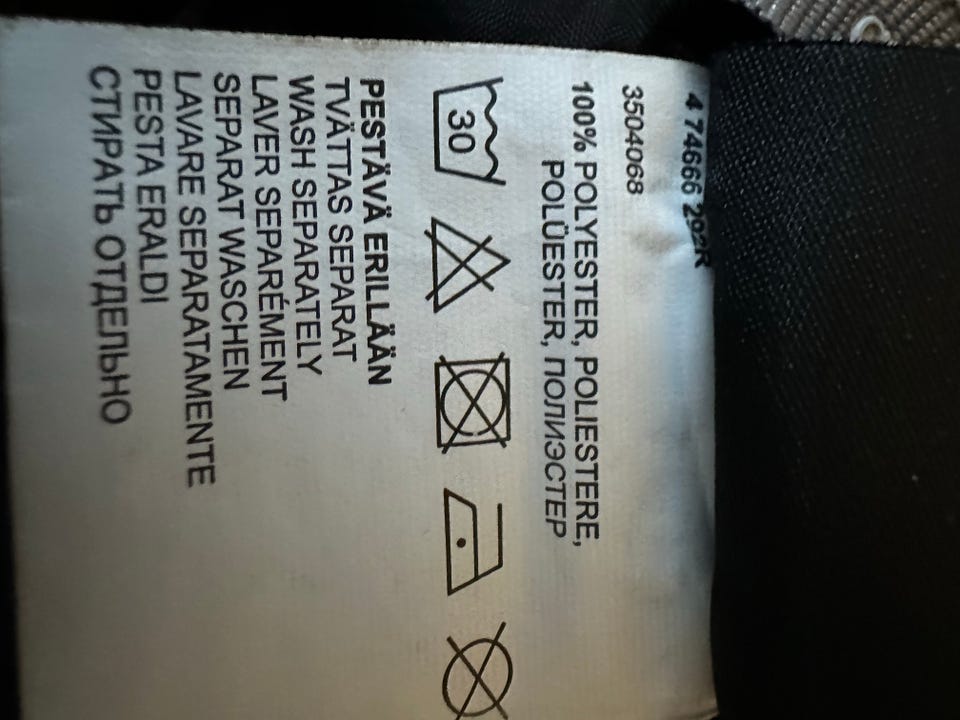 4 74666 292R
3504068
100% POLYESTER, POLIESTERE,
POLÜESTER, ПОЛИЭСТЕР
30
PESTÄVÄ ERILLÄÄN
TVÄTTAS SEPARAT
WASH SEPARATELY
LAVER SEPARÉMENT
SEPARAT WASCHEN
LAVARE SEPARATAMENTE
PESTA ERALDI
СТИРАТЬ ОТДЕЛЬНО